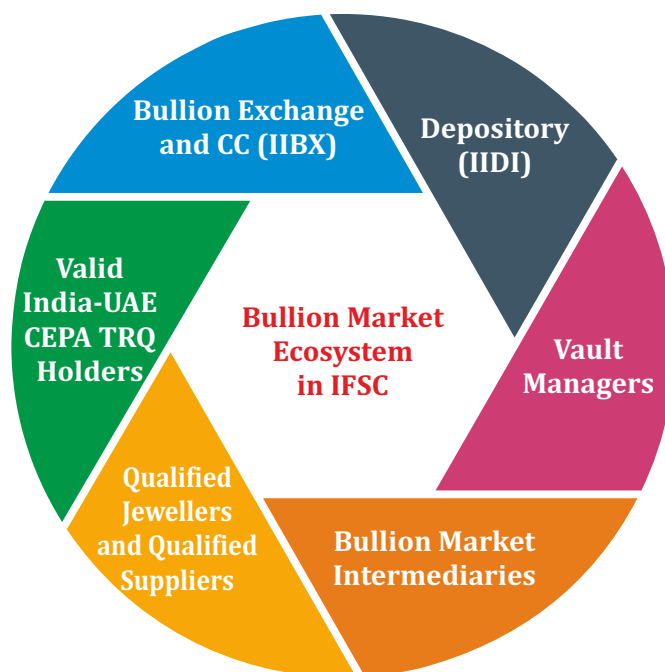 Bullion Exchange
and CC (IIBX)
Depository
(IIDI)
Vault
Managers
Bullion Market
Intermediaries
Qualified
Jewellers
and Qualified
Suppliers
Valid
India-UAE
CEPA TRQ
Holders
Bullion Market
Ecosystem
in IFSC